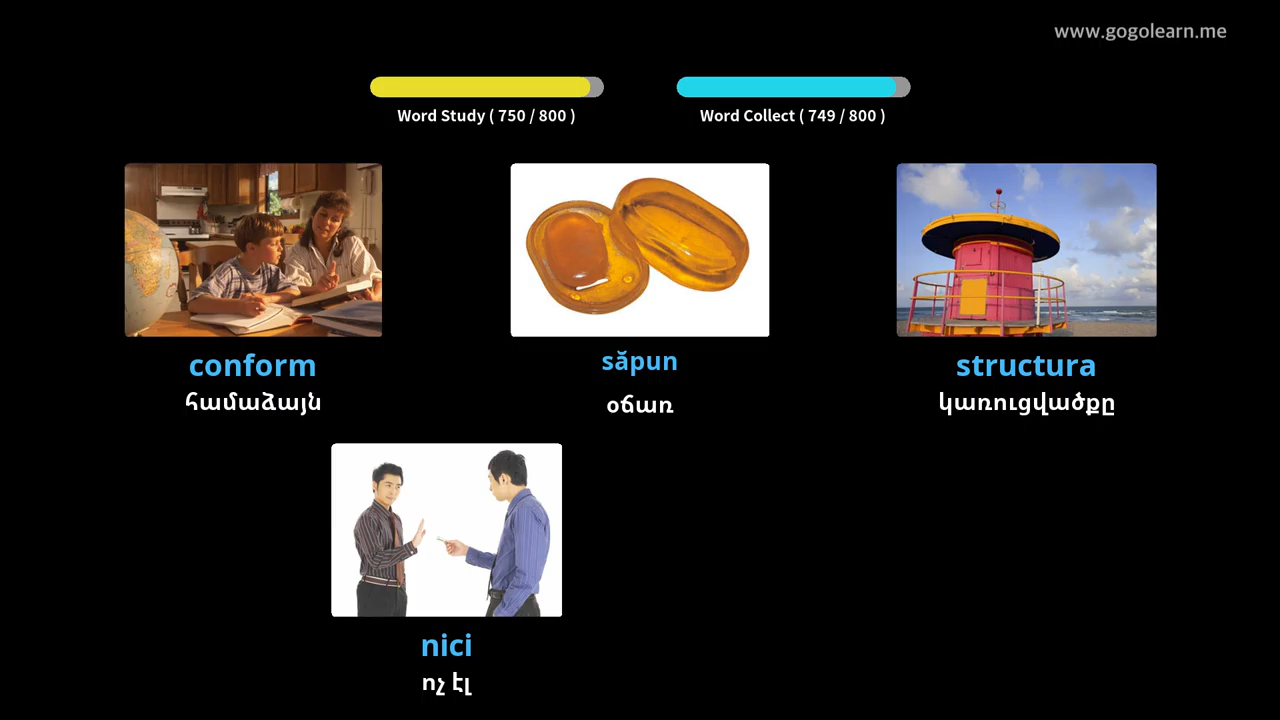 www.gogolearn.me
Word Study ( 750 / 800 )
Word Collect ( 749 / 800 )
conform
համաձայն
săpun
օճառ
structura
կառուցվածքը
nici
ոչ էլ